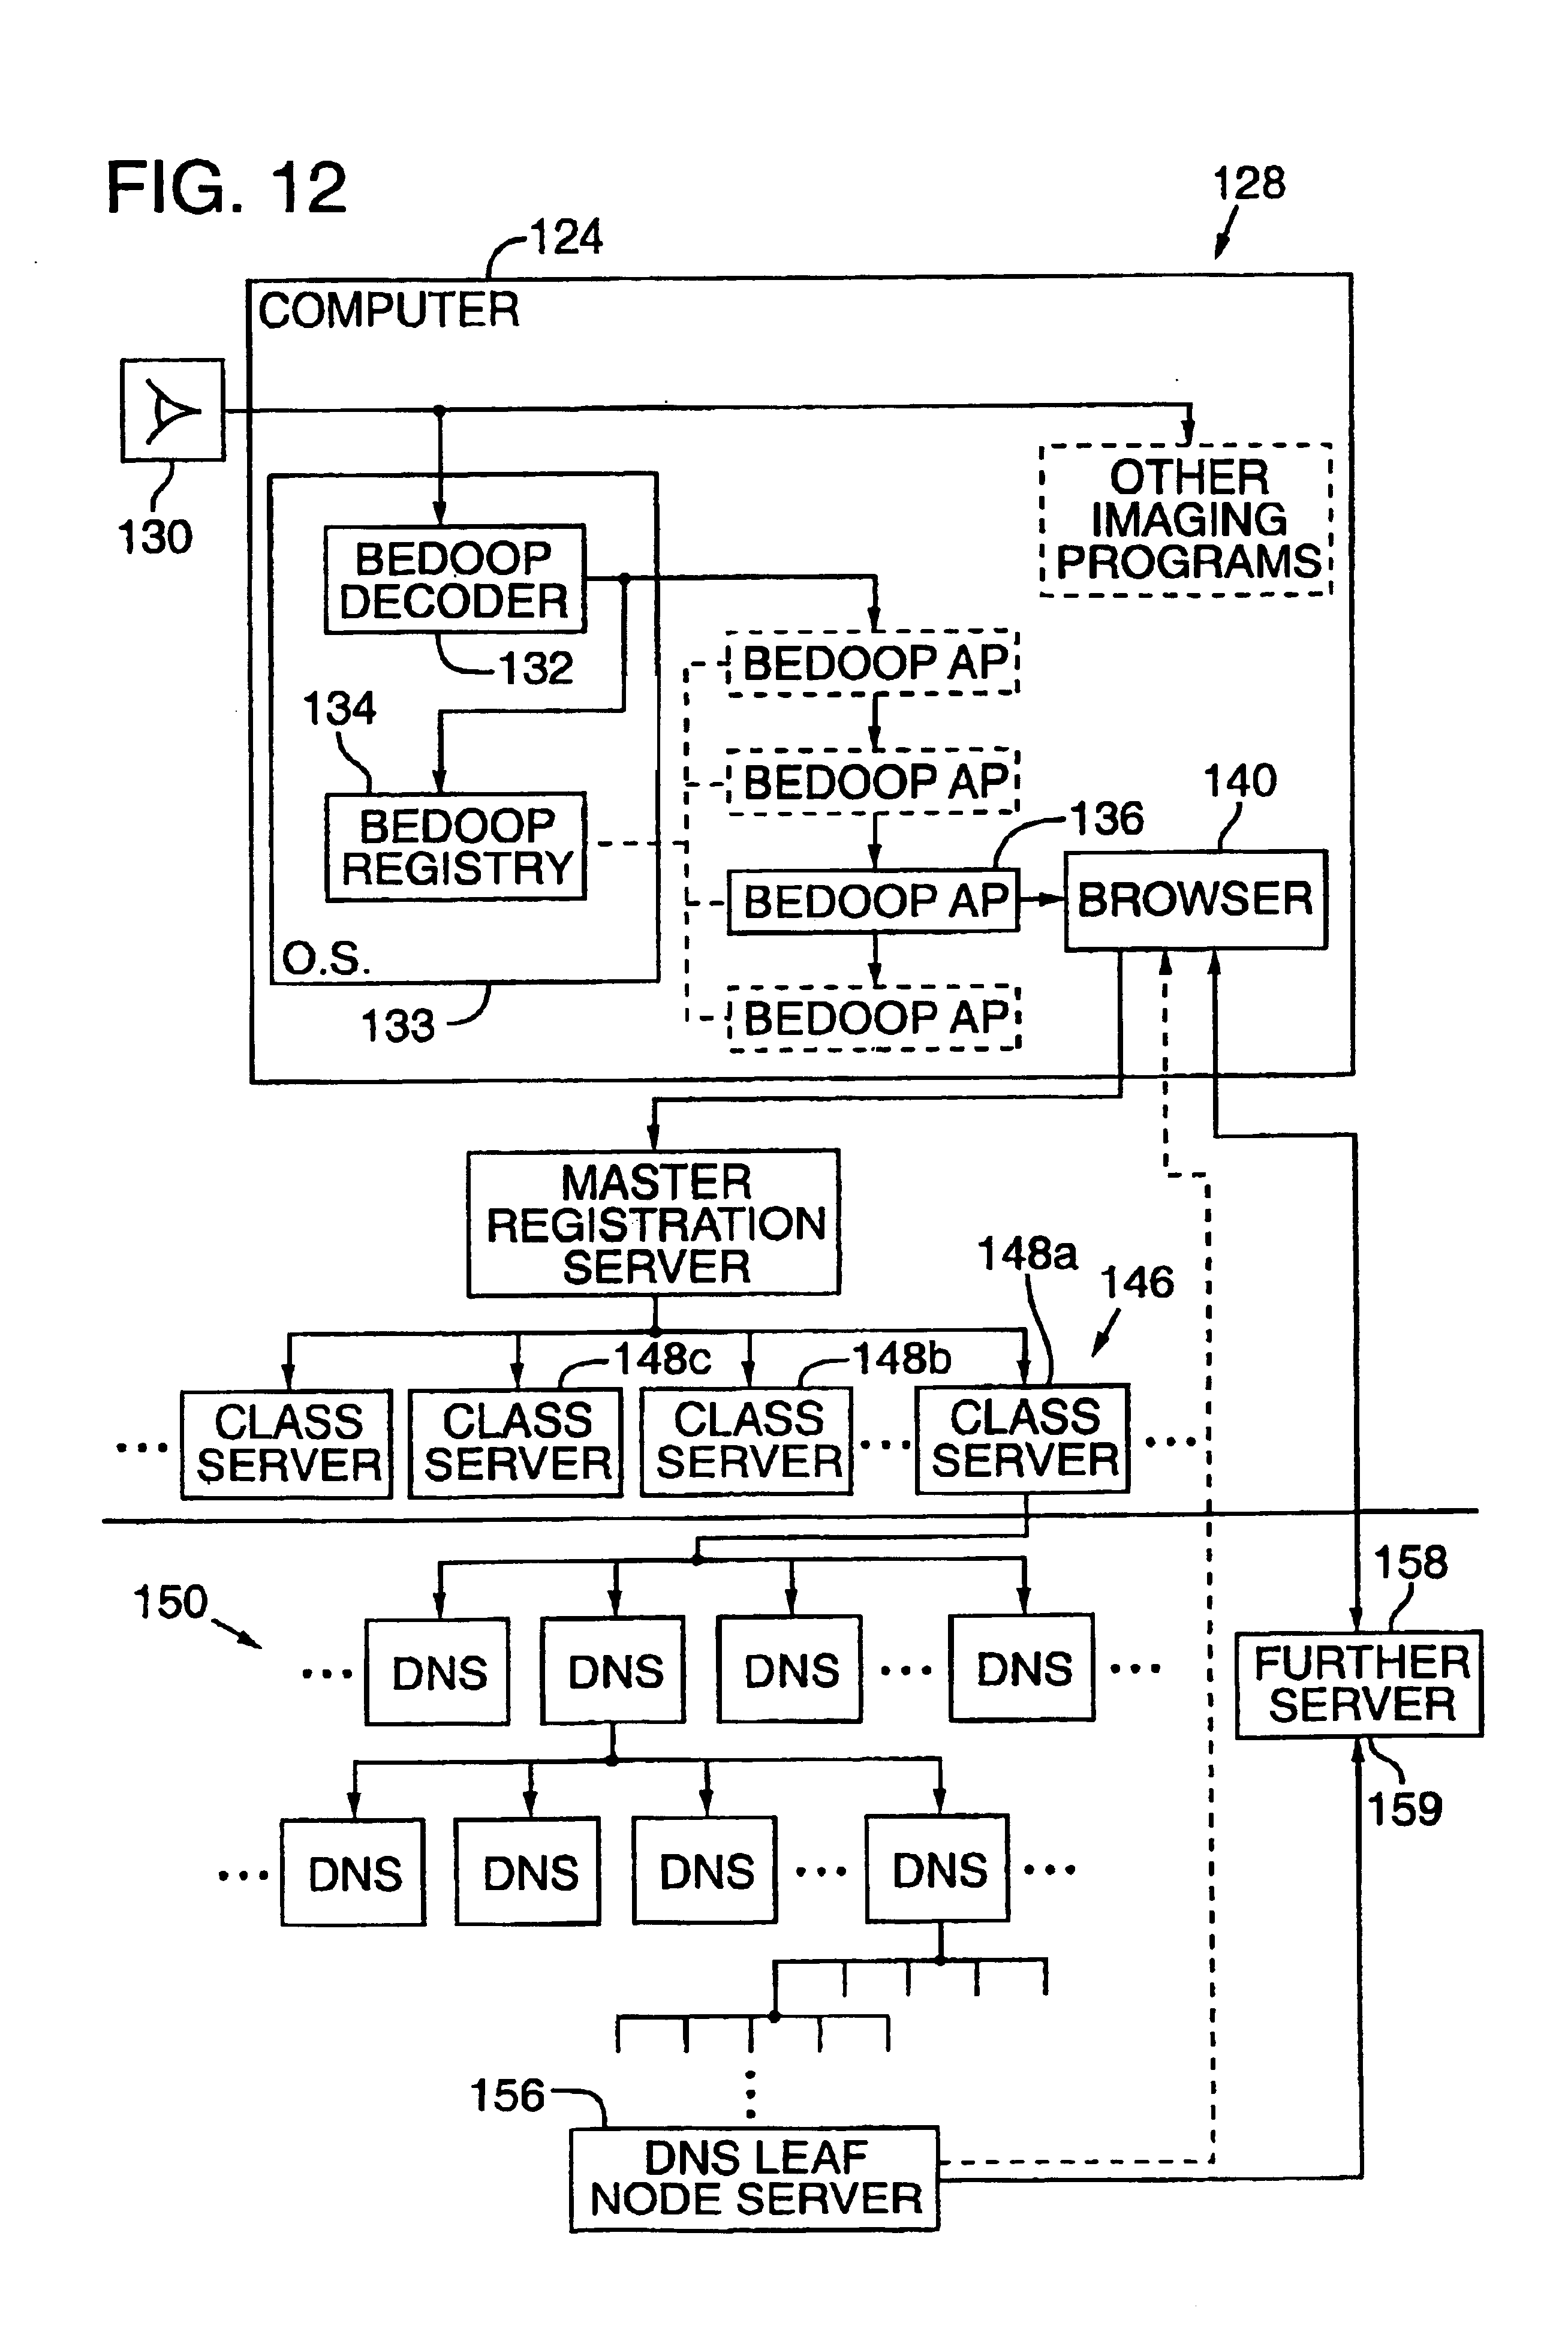 FIG. 12
128
124
COMPUTER
130
OTHER
IMAGING
PROGRAMS
BEDOOP
DECODER
132
BEDOOP AP
134
BEDOOP AP
140
136
BEDOOP
REGISTRY
BEDOOP AP
BROWSER
O.S.
133
BEDOOP AP
MASTER
REGISTRATION
SERVER
148a
146
148c
148b
CLASS
SERVER
CLASS
SERVER
CLASS
SERVER
CLASS
SERVER
150
158
DNS
DNS
DNS
DNS
FURTHER
SERVER
159
DNS
DNS
DNS
DNS
156
DNS LEAF
NODE SERVER